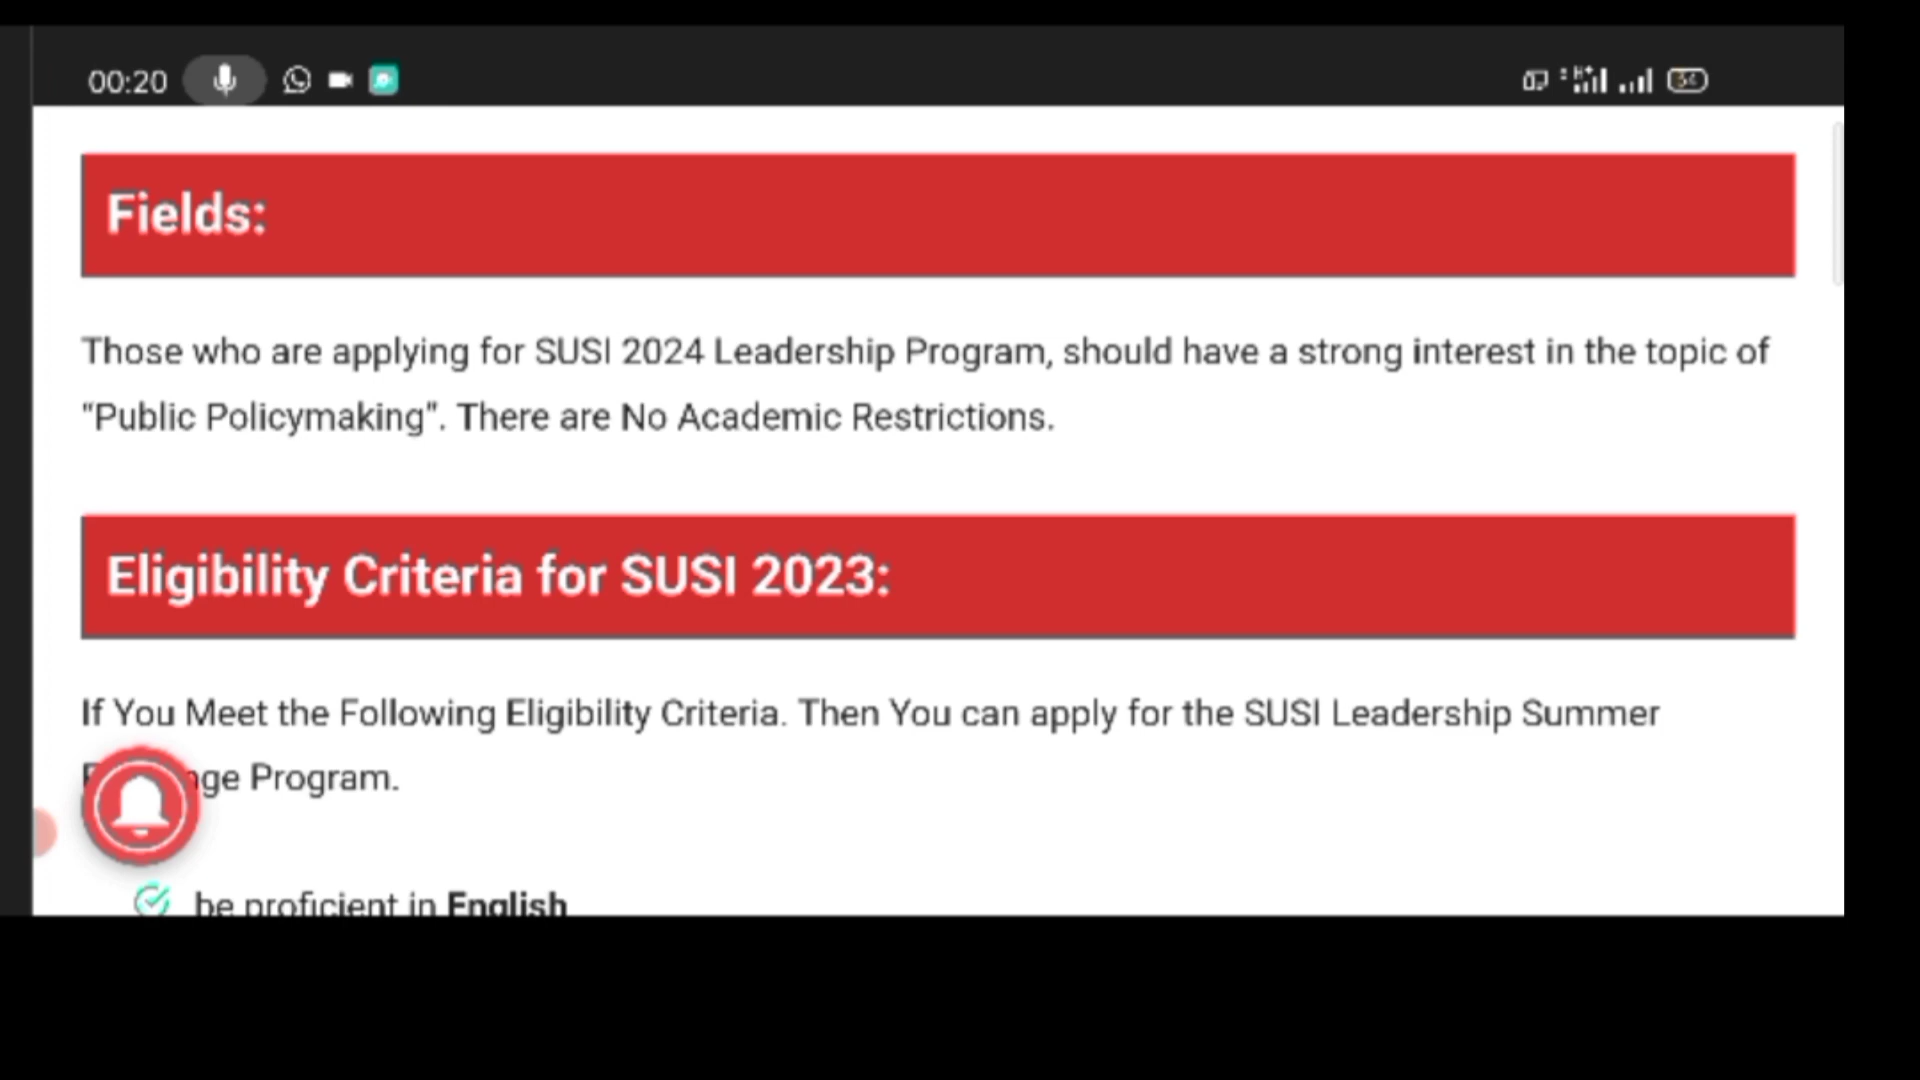 00:20
Fields:
Those who are applying for SUSI 2024 Leadership Program, should have a strong interest in the topic of
"Public Policymaking". There are No Academic Restrictions.
Eligibility Criteria for SUSI 2023:
If You Meet the Following Eligibility Criteria. Then You can apply for the SUSI Leadership Summer
Program.
be proficient in English